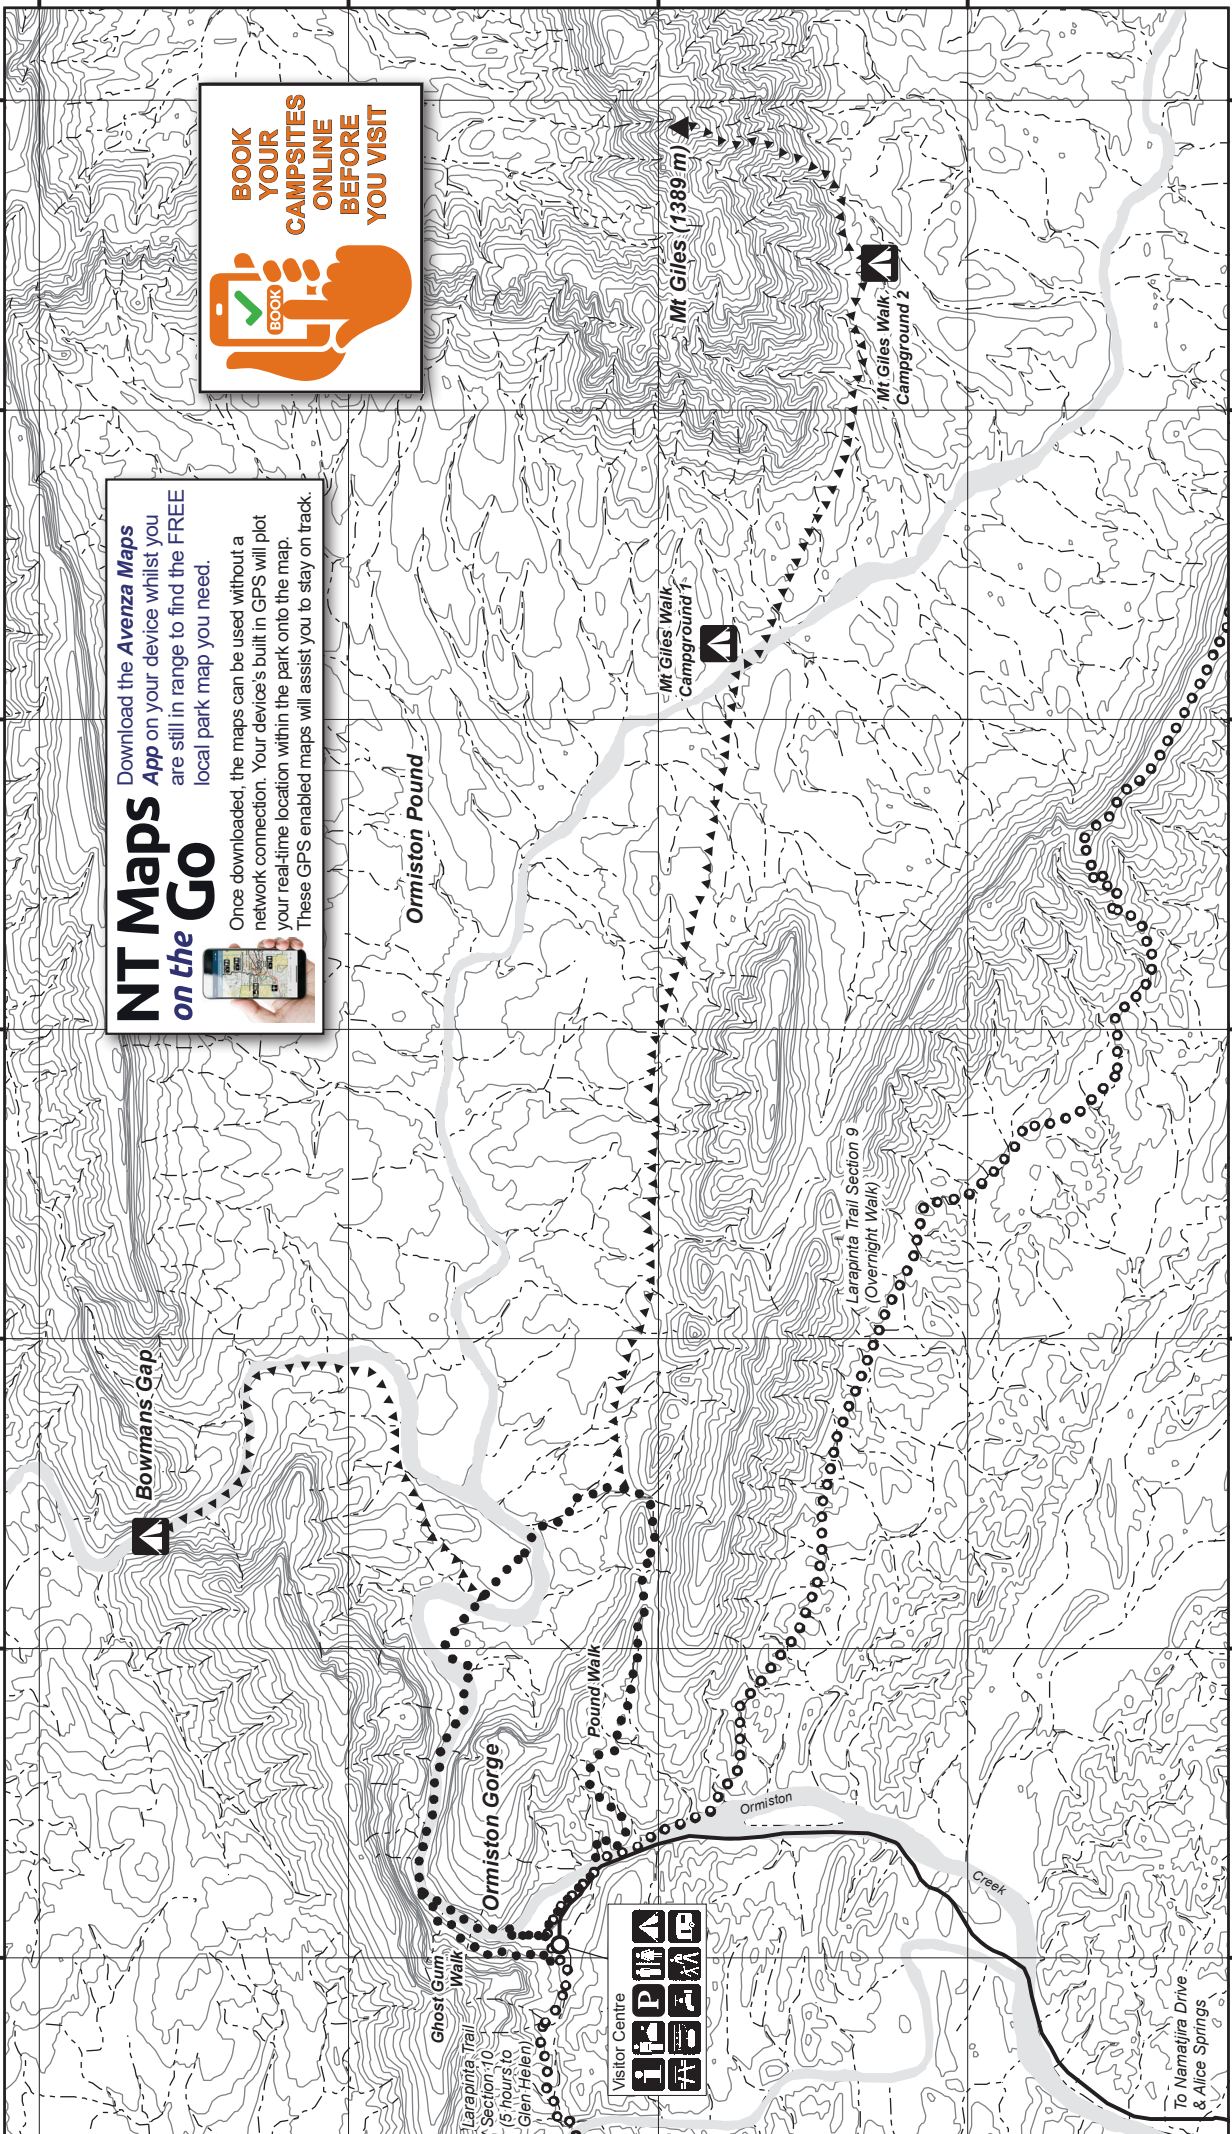 NT Maps
on the Go
Download the Avenza Maps
App on your device whilst you
are still in range to find the FREE
local park map you need.
Once downloaded, the maps can be used without a
network connection. Your device's built in GPS will plot
your real-time location within the park onto the map.
These GPS enabled maps will assist you to stay on track.
BOOK
BOOK
YOUR
CAMPSITES
ONLINE
BEFORE
YOU VISIT
Bowmans Gap
Ormiston Pound
Mt Giles (1389 m)
Ghost Gum
Walk
Larapinta Trail
Section 10
(5 hours to
Glen Helen)
Ormiston Gorge
Pound Walk
Mt Giles Walk
Campground 1
Mt Giles Walk
Campground 2
Visitor Centre
i
P
Larapinta Trail Section 9
(Overnight Walk)
Ormiston
Creek
To Namatjira Drive
& Alice Springs